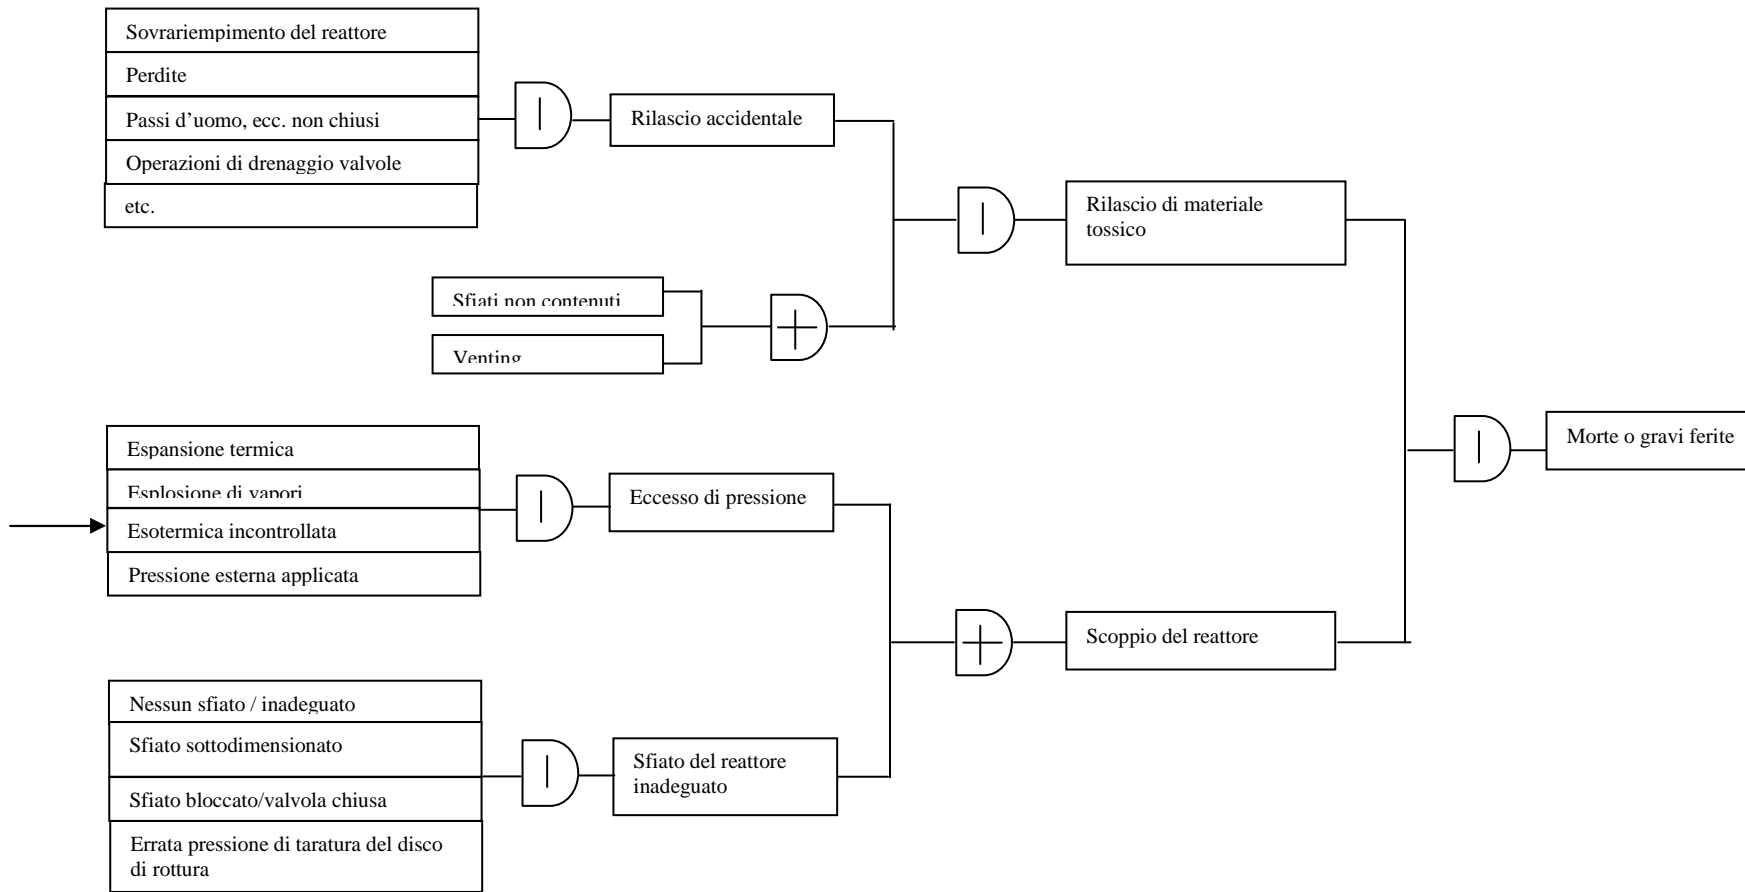 Sovrariempimento del reattore
Perdite
Passi d'uomo, ecc. non chiusi
Operazioni di drenaggio valvole
etc.
Rilascio accidentale
Sfiati non contenuti
Venting
Rilascio di materiale
tossico
Morte o gravi ferite
Espansione termica
Esplosione di vapori
Esotermica incontrollata
Pressione esterna applicata
Eccesso di pressione
Scoppio del reattore
Nessun sfiato / inadeguato
Sfiato sottodimensionato
Sfiato bloccato/valvola chiusa
Errata pressione di taratura del disco
di rottura
Sfiato del reattore
inadeguato